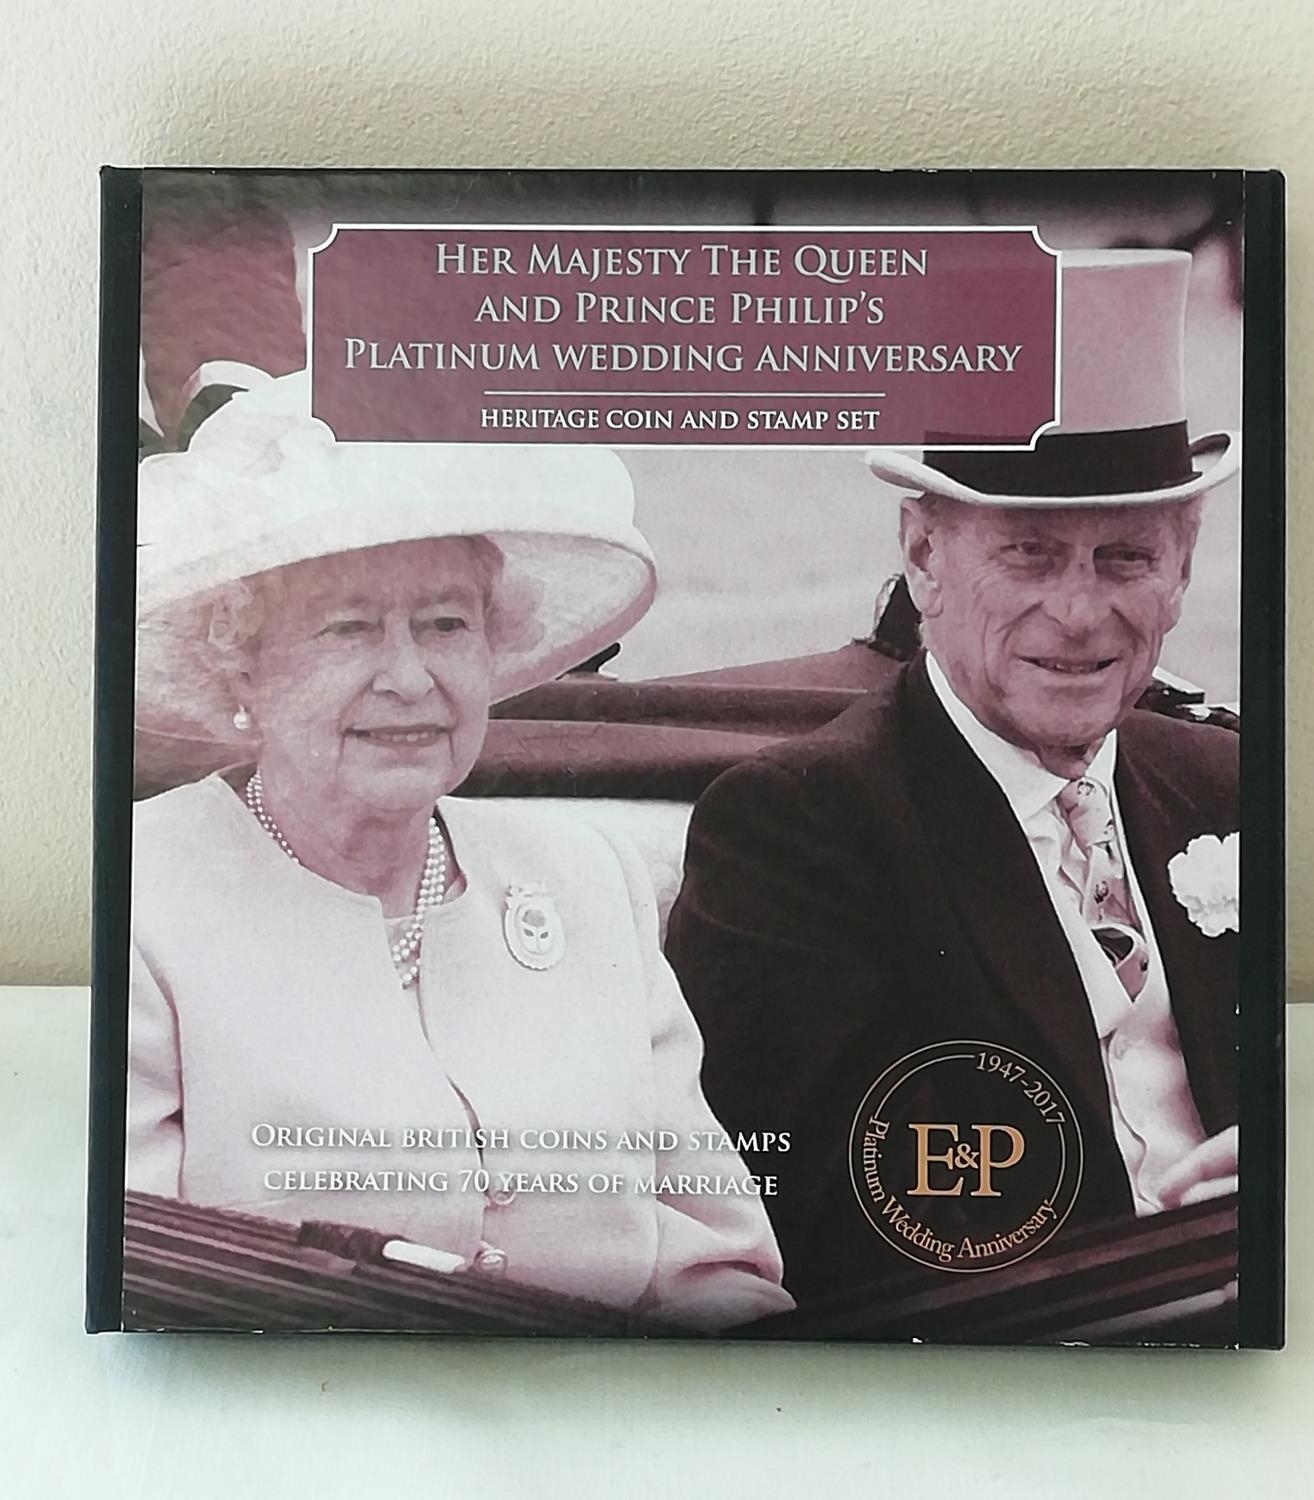 HER MAJESTY THE QUEEN
AND PRINCE PHILIP'S
PLATINUM WEDDING ANNIVERSARY
HERITAGE COIN AND STAMP SET
ORIGINAL BRITISH COINS AND STAMPS
CELEBRATING 70 YEARS OF MARRIAGE
1947-2017
E&P
Platinum Wedding Anniversary